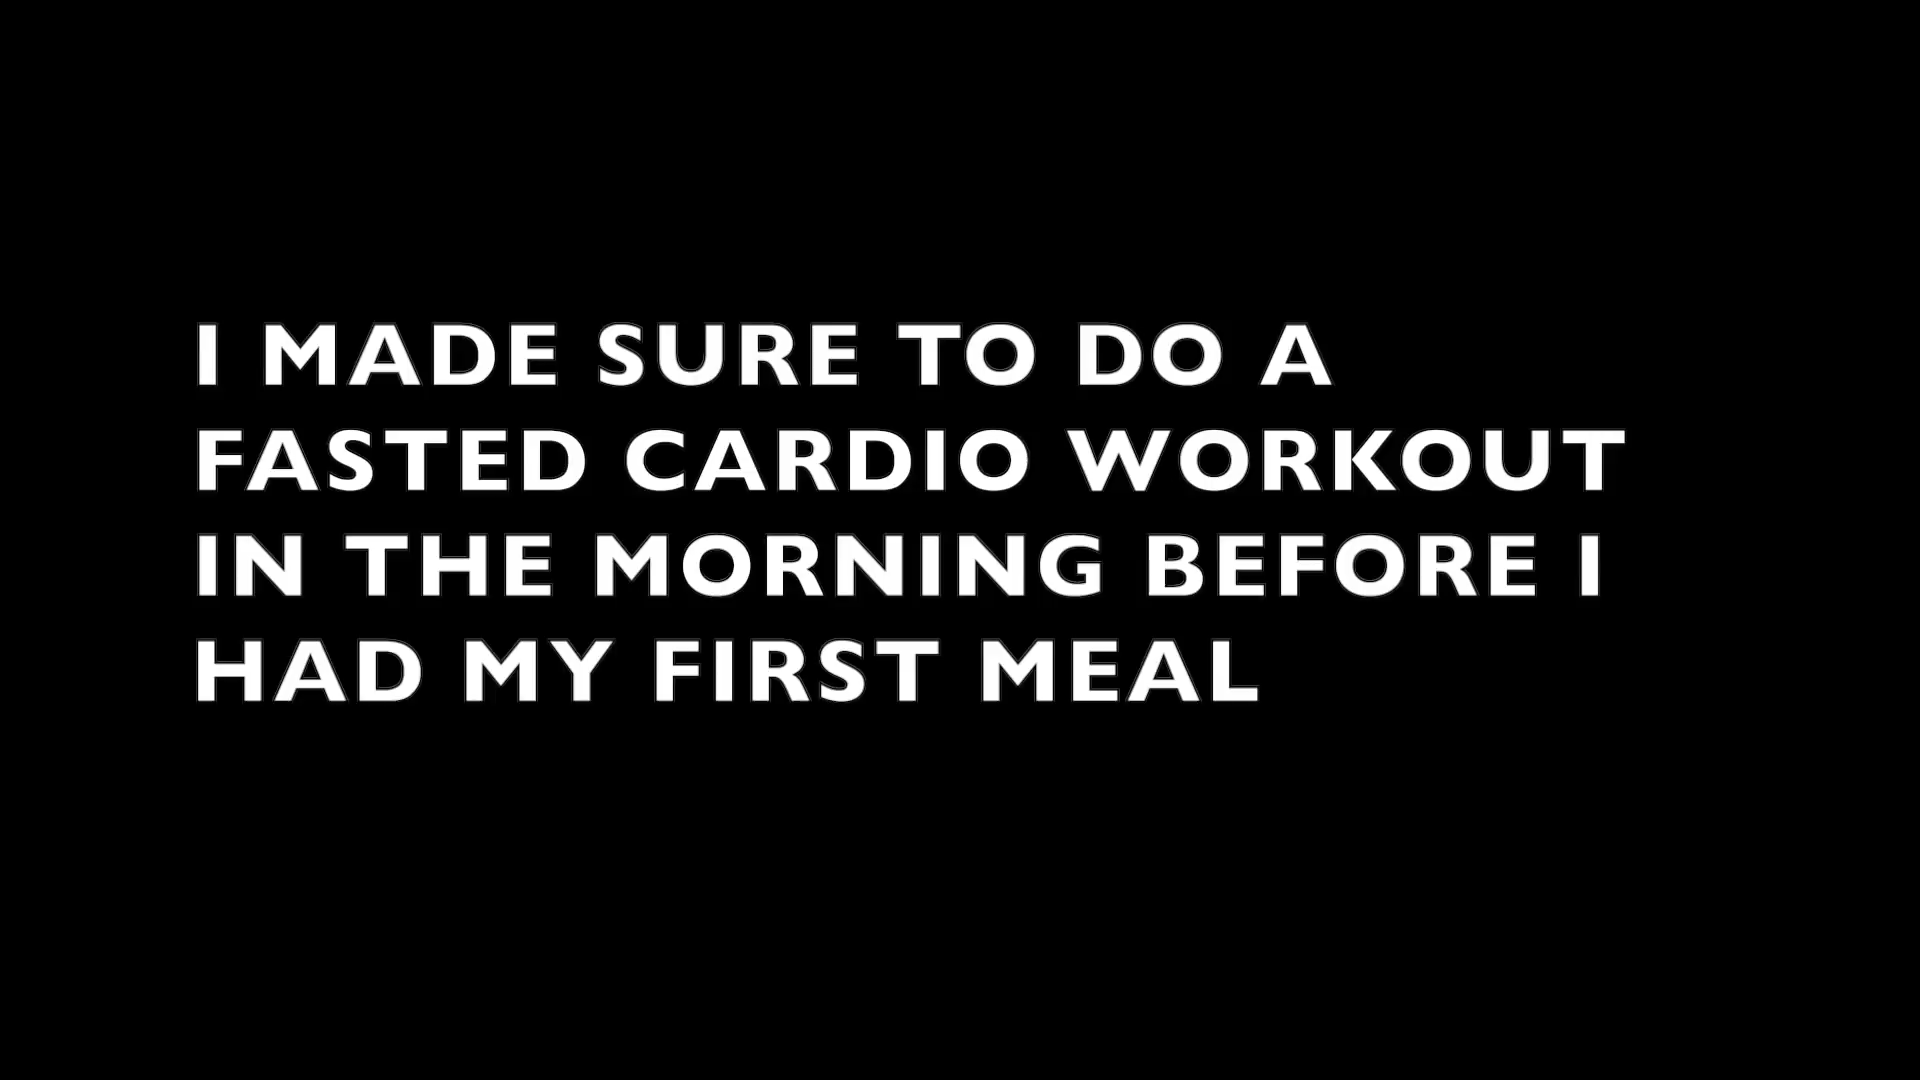 I MADE SURE TO DO A
FASTED CARDIO WORKOUT
IN THE MORNING BEFORE I
HAD MY FIRST MEAL